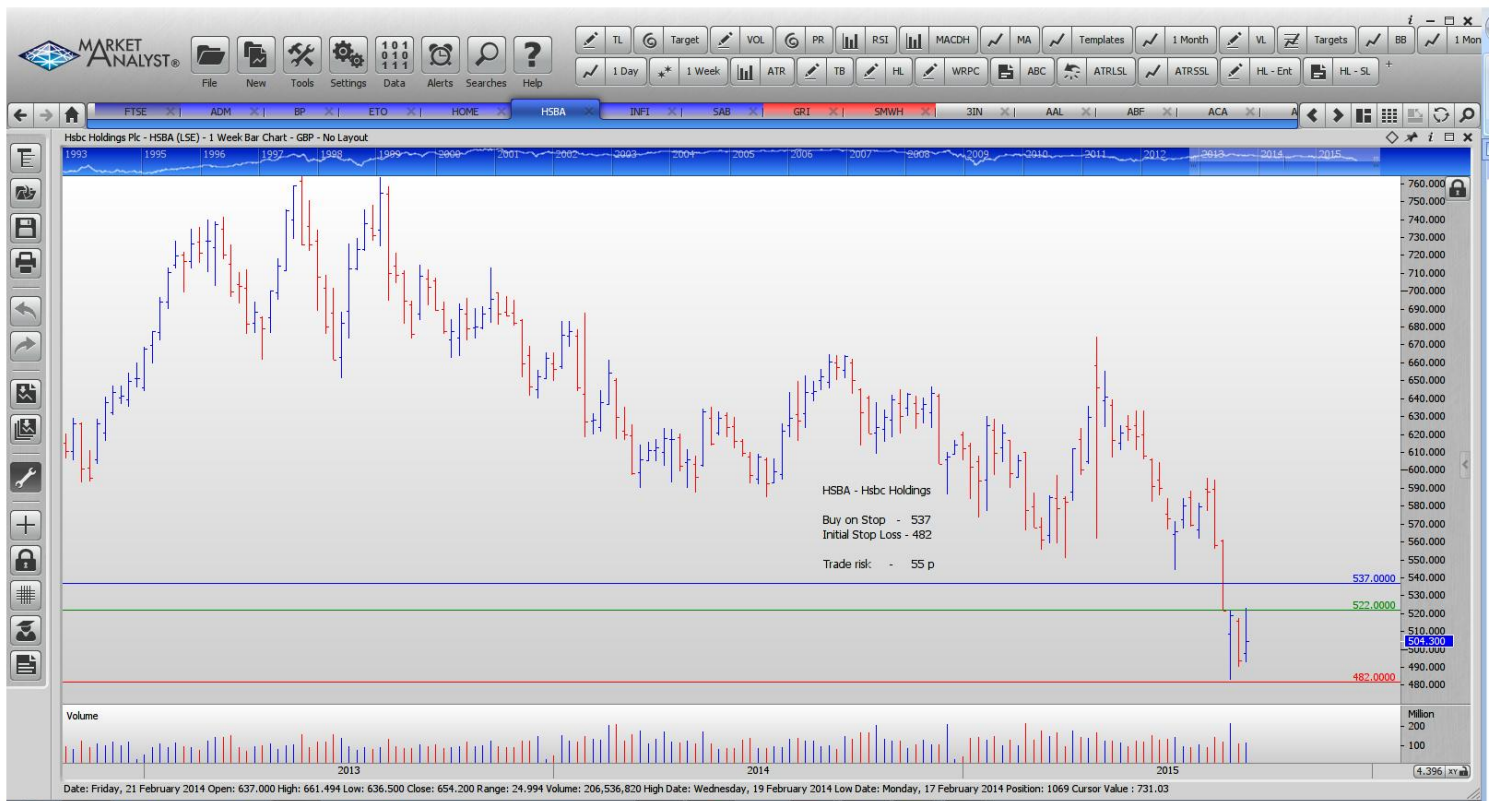 i
MARKET
ANALYST®
File New Tools Settings Data Alerts Searches Help
TL Target VOL PR RSI MACDH MA Templates 1 Month VL Targets BB 1 Mon
1 Day 1 Week ATR TB HL WRPC ABC ATRLSL ATRSSL HL - Ent HL - SL +
FTSE ADM BP ETO HOME HSBA INFI SAB GRI SMWH 3IN AAL ABF ACA A
Hsbc Holdings Plc - HSBA (LSE) - 1 Week Bar Chart - GBP - No Layout
1993 1995 1996 1997 1998 1999 2000 2001 2002 2003 2004 2005 2006 2007 2008 2009 2010 2011 2012 2013 2014 2015
760.000
750.000
740.000
730.000
720.000
710.000
700.000
690.000
680.000
670.000
660.000
650.000
640.000
630.000
620.000
610.000
600.000
590.000
580.000
570.000
560.000
550.000
540.000
530.000
520.000
510.000
504.300
500.000
490.000
480.000
HSBA - Hsbc Holdings
Buy on Stop - 537
Initial Stop Loss - 482
Trade risk - 55 p
537.0000
522.0000
482.0000
Volume
Million
200
100
2013 2014 2015
4.396 XY
Date: Friday, 21 February 2014 Open: 637.000 High: 661.494 Low: 636.500 Close: 654.200 Range: 24.994 Volume: 206,536,820 High Date: Wednesday, 19 February 2014 Low Date: Monday, 17 February 2014 Position: 1069 Cursor Value : 731.03